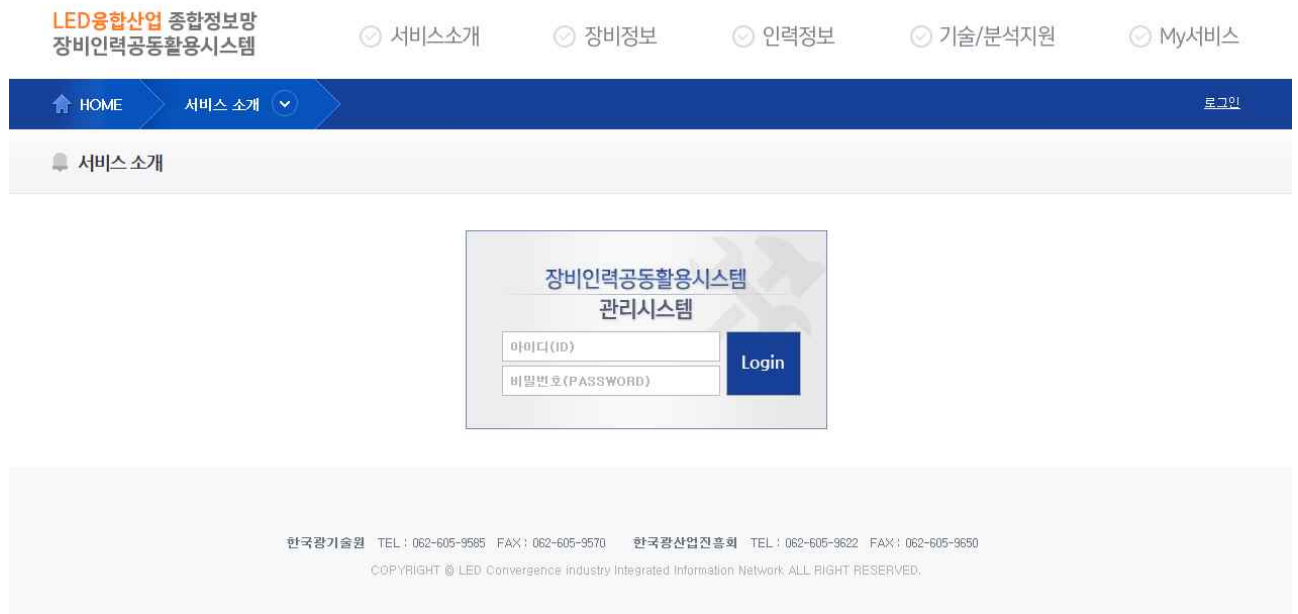 LED융합산업 종합정보망
장비인력공동활용시스템
서비스소개 장비정보 인력정보 기술/분석지원 My서비스
HOME 서비스 소개 로그인
서비스 소개
장비인력공동활용시스템
관리시스템
아이디(ID)
비밀번호(PASSWORD)
Login
한국광기술원 TEL : 062-605-9585 FAX : 062-605-9570 한국광산업진흥회 TEL : 062-605-9622 FAX : 062-605-9650
COPYRIGHT @ LED Convergence industry Integrated Information Network ALL RIGHT RESERVED.